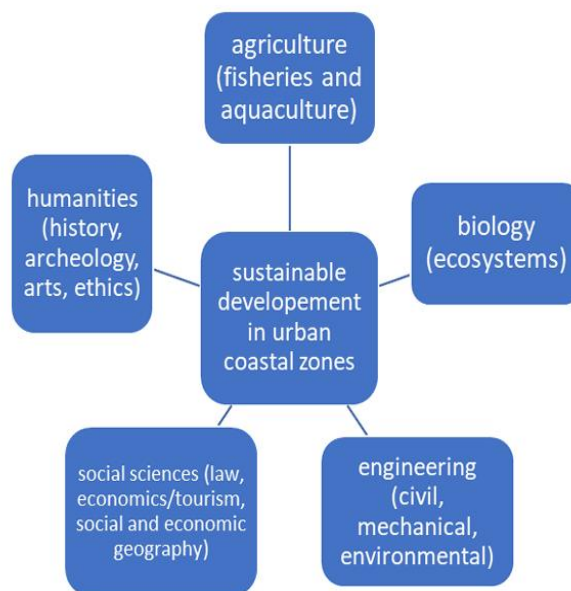 agriculture
(fisheries and
aquaculture)
humanities
(history,
archeology,
arts, ethics)
biology
(ecosystems)
sustainable
developement
in urban
coastal zones
social sciences (law,
economics/tourism,
social and economic
geography)
engineering
(civil,
mechanical,
environmental)